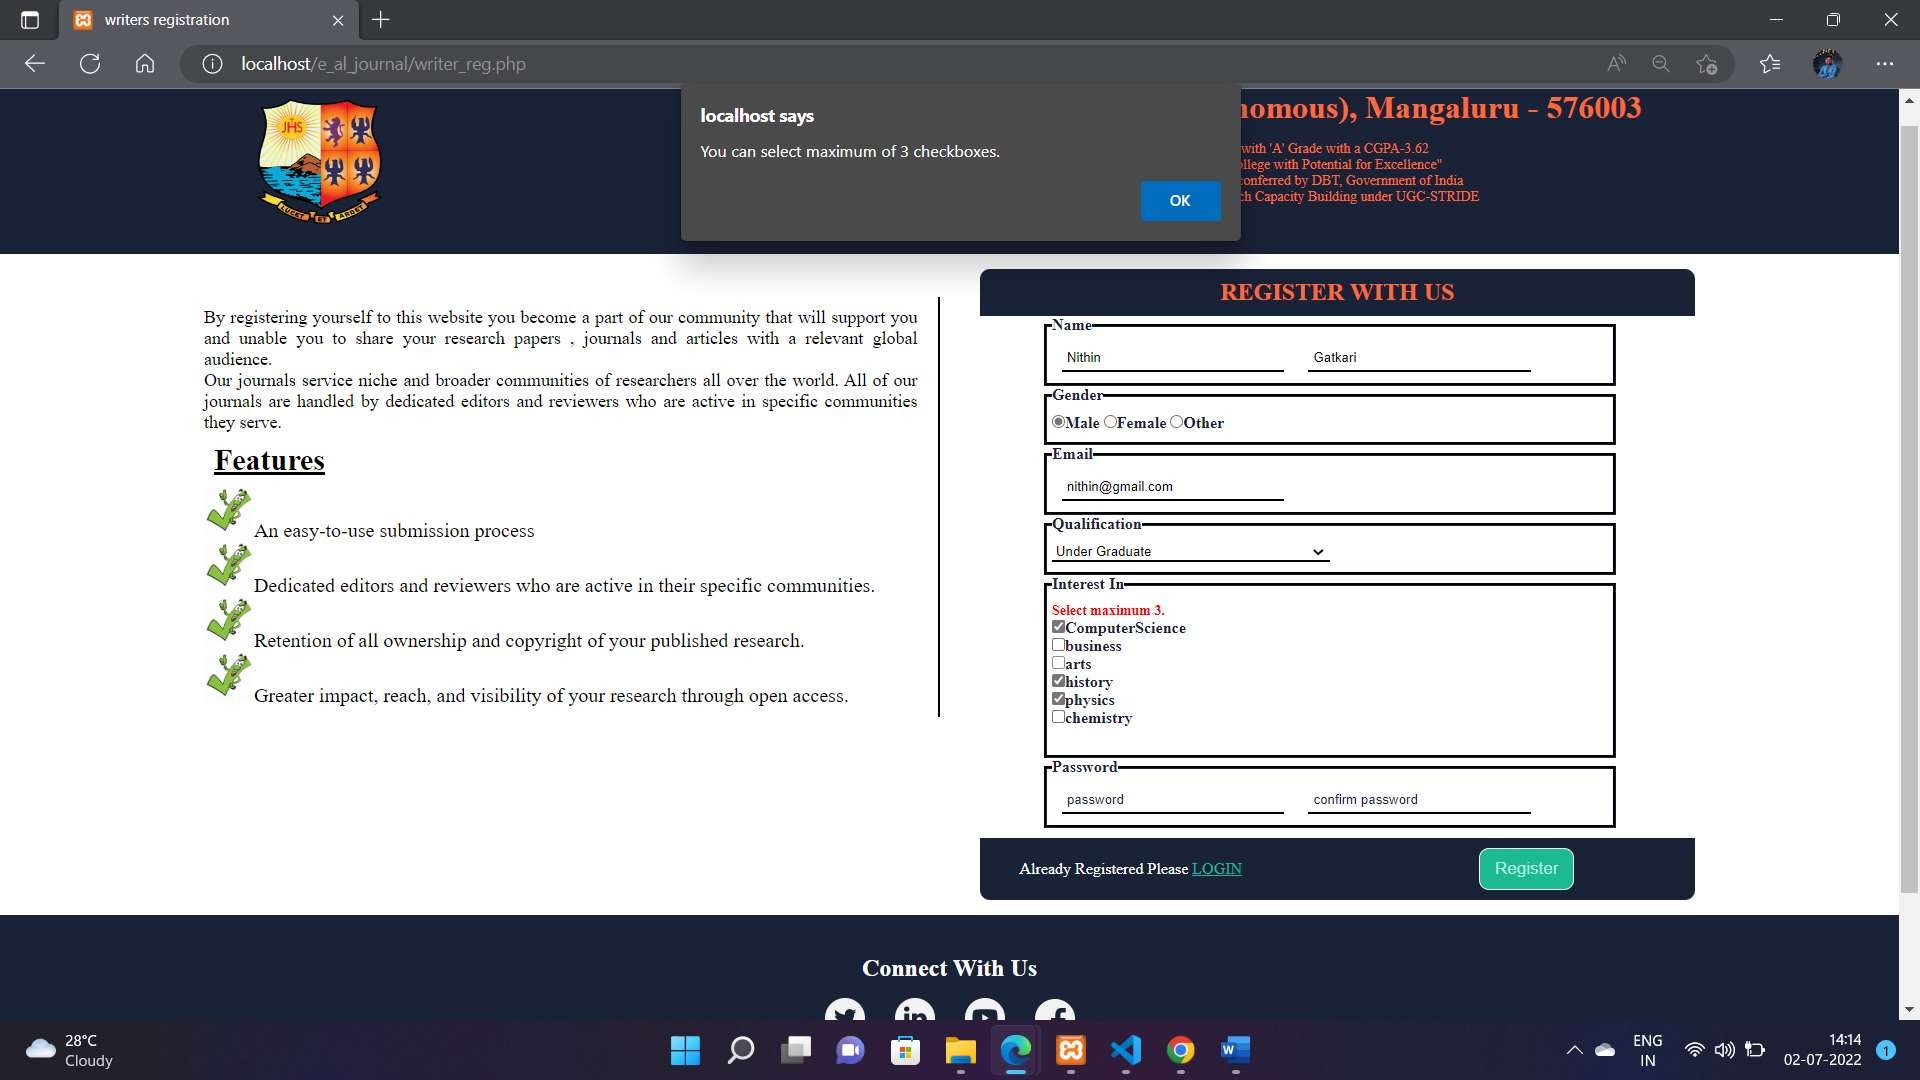 writers registration
localhost/e_al_journal/writer_reg.php
localhost says
You can select maximum of 3 checkboxes.
OK
JHS
LUCET ET ARDET
nomous), Mangaluru - 576003
with 'A' Grade with a CGPA-3.62
llege with Potential for Excellence"
conferred by DBT, Government of India
ch Capacity Building under UGC-STRIDE
By registering yourself to this website you become a part of our community that will support you
and unable you to share your research papers , journals and articles with a relevant global
audience.
Our journals service niche and broader communities of researchers all over the world. All of our
journals are handled by dedicated editors and reviewers who are active in specific communities
they serve.
Features
An easy-to-use submission process
Dedicated editors and reviewers who are active in their specific communities.
Retention of all ownership and copyright of your published research.
Greater impact, reach, and visibility of your research through open access.
REGISTER WITH US
Name
Nithin Gatkari
Gender
Male Female Other
Email
nithin@gmail.com
Qualification
Under Graduate
Interest In
Select maximum 3.
ComputerScience
business
arts
history
physics
chemistry
Password
password confirm password
Already Registered Please LOGIN
Register
Connect With Us
28°C
Cloudy
ENG
IN
14:14
02-07-2022
1